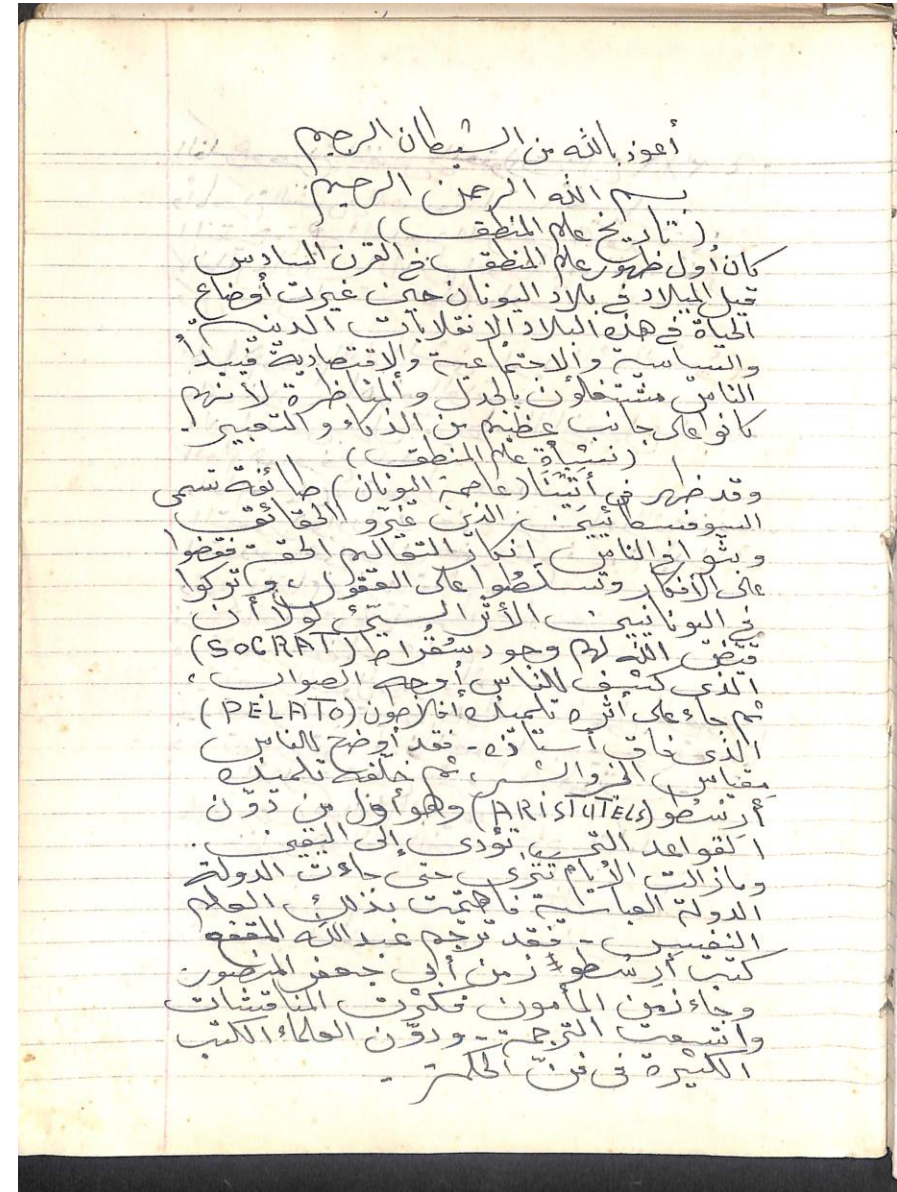 أعوذ بالله من الشيطان الرجيم
بسم الله الرحمن الرحيم
(تاريخ علم المنطق)
كان أول ظهور علم المنطق في القرن السادس
قبل الميلاد في بلاد اليونان حين غيرت أوضاع
الحياة في هذه البلاد الانقلابات الدينية
والسياسية والاجتماعية والاقتصادية فبدأ
الناس مشتغلون بالجدل والمناظرة لأنهم
كانوا على جانب عظيم من الذكاء والتعبير.
(نشأة علم المنطق)
وقد ظهر في أثينا (عاصمة اليونان) طائفة تسمى
السوفسطائيين الذين غيرو الحقائق
وبثوا في الناس انكار التعاليم الحقة فقضوا
على الأفكار وتسلطوا على العقول، وتركوا
في اليونانيين الأثر السيّئ لولا أن
قيّض الله لهم وجود سقراط (SOCRAT)
الذي كشف للناس أوجه الصواب،
ثم جاء على أثره تلميذه أفلاطون (PELATO)
الذي فاق أستاذه - فقد أوضح للناس
مقياس الخير والشر، ثم خلفه تلميذه
أرسطو (ARISTUTELS) وهو أول من دوّن
القواعد التي تؤدى إلى اليقين.
وما زالت الأيام تترى حتى جاءت الدولة
الدولة العباسية فاهتمت بذلك العلم
النفيس - فقد ترجم عبد الله المقفع
كتب أرسطو زمن أبي جعفر المنصور.
وجاء زمن المأمون فكثرت المناقشات
واتسعت الترجمة - ودوّن العلماء الكتب
الكثيرة في فنّ الحكمة -